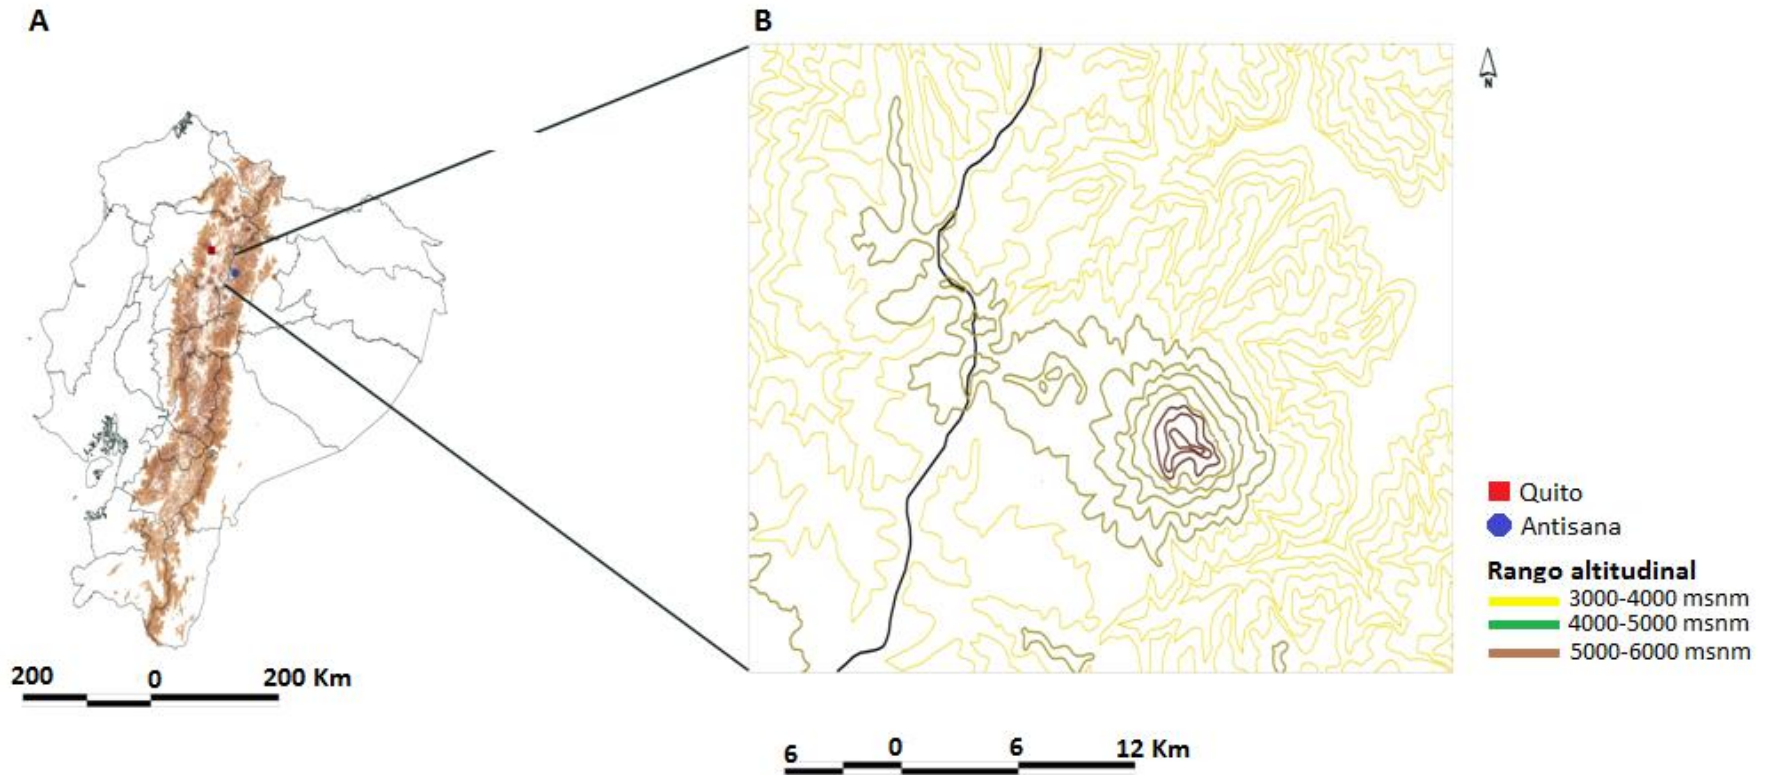 A
B
N
Quito
Antisana
Rango altitudinal
3000-4000 msnm
4000-5000 msnm
5000-6000 msnm
200 0 200 Km
6 0 6 12 Km